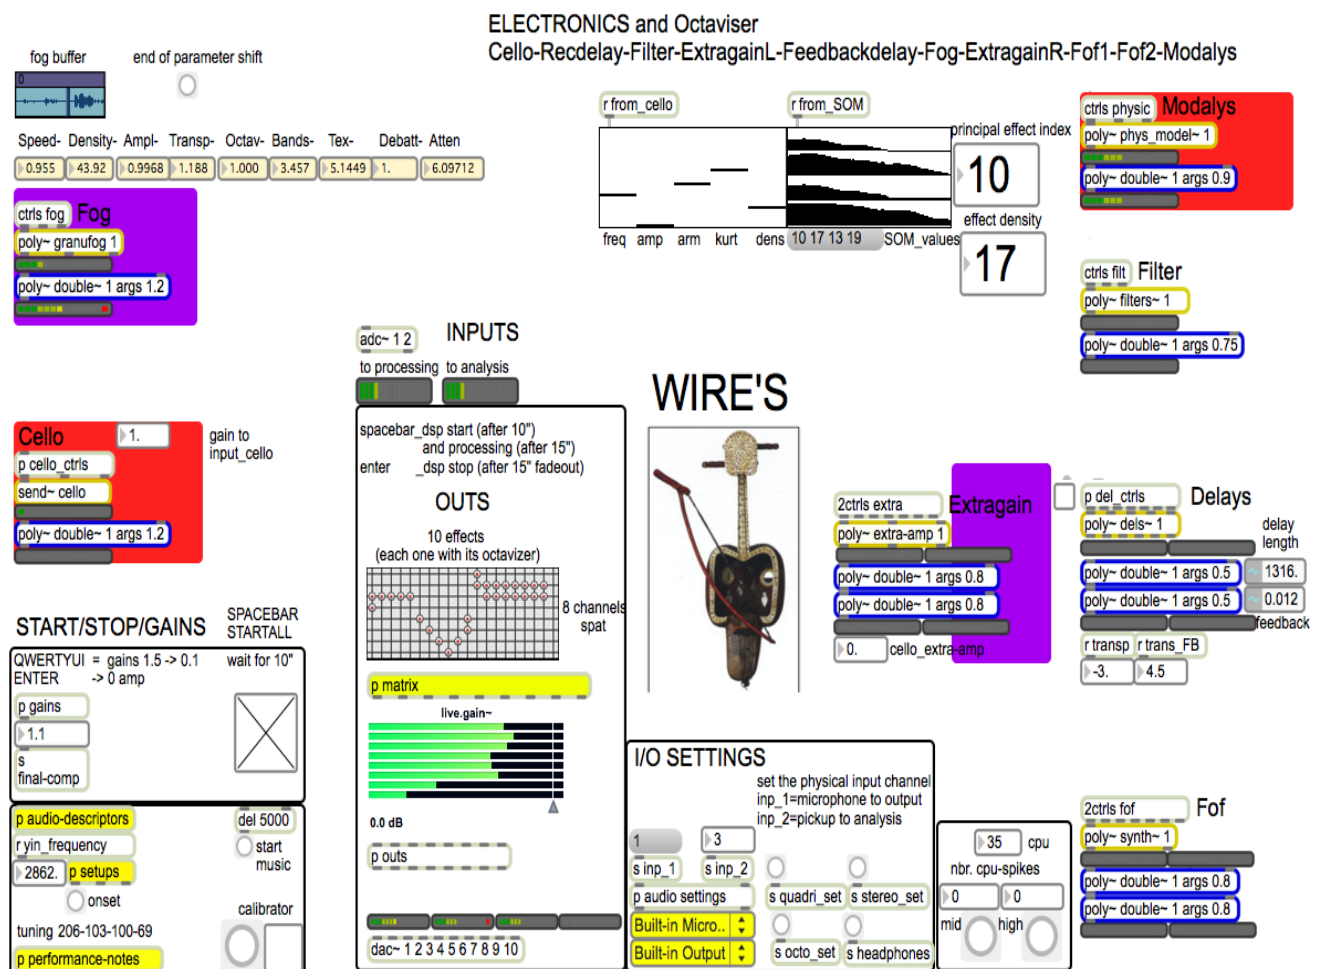 ELECTRONICS and Octaviser
Cello-Recdelay-Filter-ExtragainL-Feedbackdelay-Fog-ExtragainR-Fof1-Fof2-Modalys
fog buffer
end of parameter shift
0
Speed- Density- Ampl- Transp- Octav- Bands- Tex- Debatt- Atten
0.955 43.92 0.9968 1.188 1.000 3.457 5.1449 1. 6.09712
ctrls fog Fog
poly~ granufog 1
poly~ double~ 1 args 1.2
r from_cello
r from_SOM
freq amp arm kurt dens 10 17 13 19 SOM_values
principal effect index
10
effect density
17
ctrls physic Modalys
poly~ phys_model~ 1
poly~ double~ 1 args 0.9
ctrls filt Filter
poly~ filters~ 1
poly~ double~ 1 args 0.75
Cello 1.
gain to
input_cello
p cello_ctrls
send~ cello
poly~ double~ 1 args 1.2
adc~ 1 2 INPUTS
to processing to analysis
spacebar_dsp start (after 10")
and processing (after 15")
enter _dsp stop (after 15" fadeout)
OUTS
10 effects
(each one with its octavizer)
8 channels
spat
p matrix
live.gain~
0.0 dB
p outs
dac~ 1 2 3 4 5 6 7 8 9 10
WIRE'S
2ctrls extra Extragain
poly~ extra-amp 1
poly~ double~ 1 args 0.8
poly~ double~ 1 args 0.8
0. cello_extra-amp
p del_ctrls Delays
poly~ dels~ 1
delay
length
poly~ double~ 1 args 0.5 ~ 1316.
poly~ double~ 1 args 0.5 ~ 0.012
feedback
r transp r trans_FB
-3. 4.5
START/STOP/GAINS
SPACEBAR
STARTALL
QWERTYUI = gains 1.5 -> 0.1 wait for 10"
ENTER -> 0 amp
p gains
1.1
s
final-comp
p audio-descriptors
del 5000
r yin_frequency
start
music
2862. p setups
onset
calibrator
tuning 206-103-100-69
p performance-notes
I/O SETTINGS
set the physical input channel
inp_1=microphone to output
inp_2=pickup to analysis
1 3
s inp_1 s inp_2
p audio settings s quadri_set s stereo_set
Built-in Micro..
Built-in Output
s octo_set s headphones
35 cpu
nbr. cpu-spikes
0 0
mid high
2ctrls fof Fof
poly~ synth~ 1
poly~ double~ 1 args 0.8
poly~ double~ 1 args 0.8